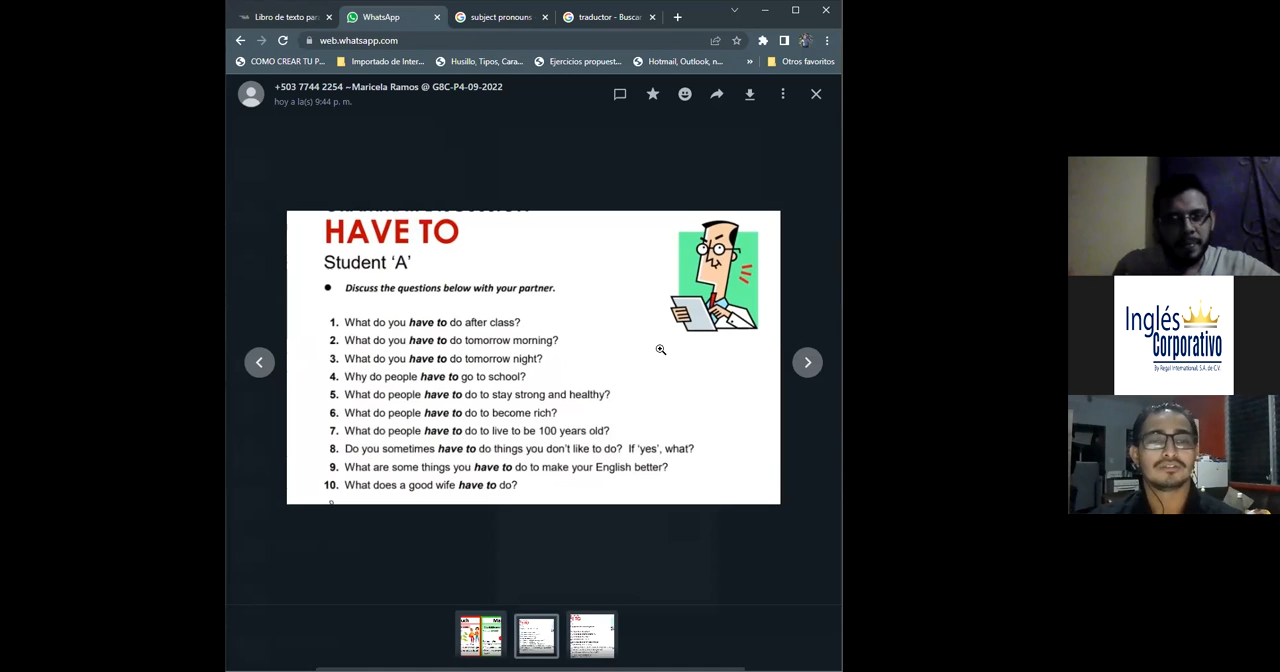 Libro de texto par
WhatsApp
subject pronouns
traductor - Busca
web.whatsapp.com
COMO CREAR TU P...
Importado de Inter...
Husillo, Tipos, Cara...
Ejercicios propuest...
Hotmail, Outlook, n...
»
Otros favoritos
+503 7744 2254 ~Maricela Ramos @ G8C-P4-09-2022
hoy a la(s) 9:44 p. m.
HAVE TO
Student ‘A’
● Discuss the questions below with your partner.
1. What do you have to do after class?
2. What do you have to do tomorrow morning?
3. What do you have to do tomorrow night?
4. Why do people have to go to school?
5. What do people have to do to stay strong and healthy?
6. What do people have to do to become rich?
7. What do people have to do to live to be 100 years old?
8. Do you sometimes have to do things you don’t like to do? If ‘yes’, what?
9. What are some things you have to do to make your English better?
10. What does a good wife have to do?
Inglés
Corporativo
By Regal International, S.A. de C.V.